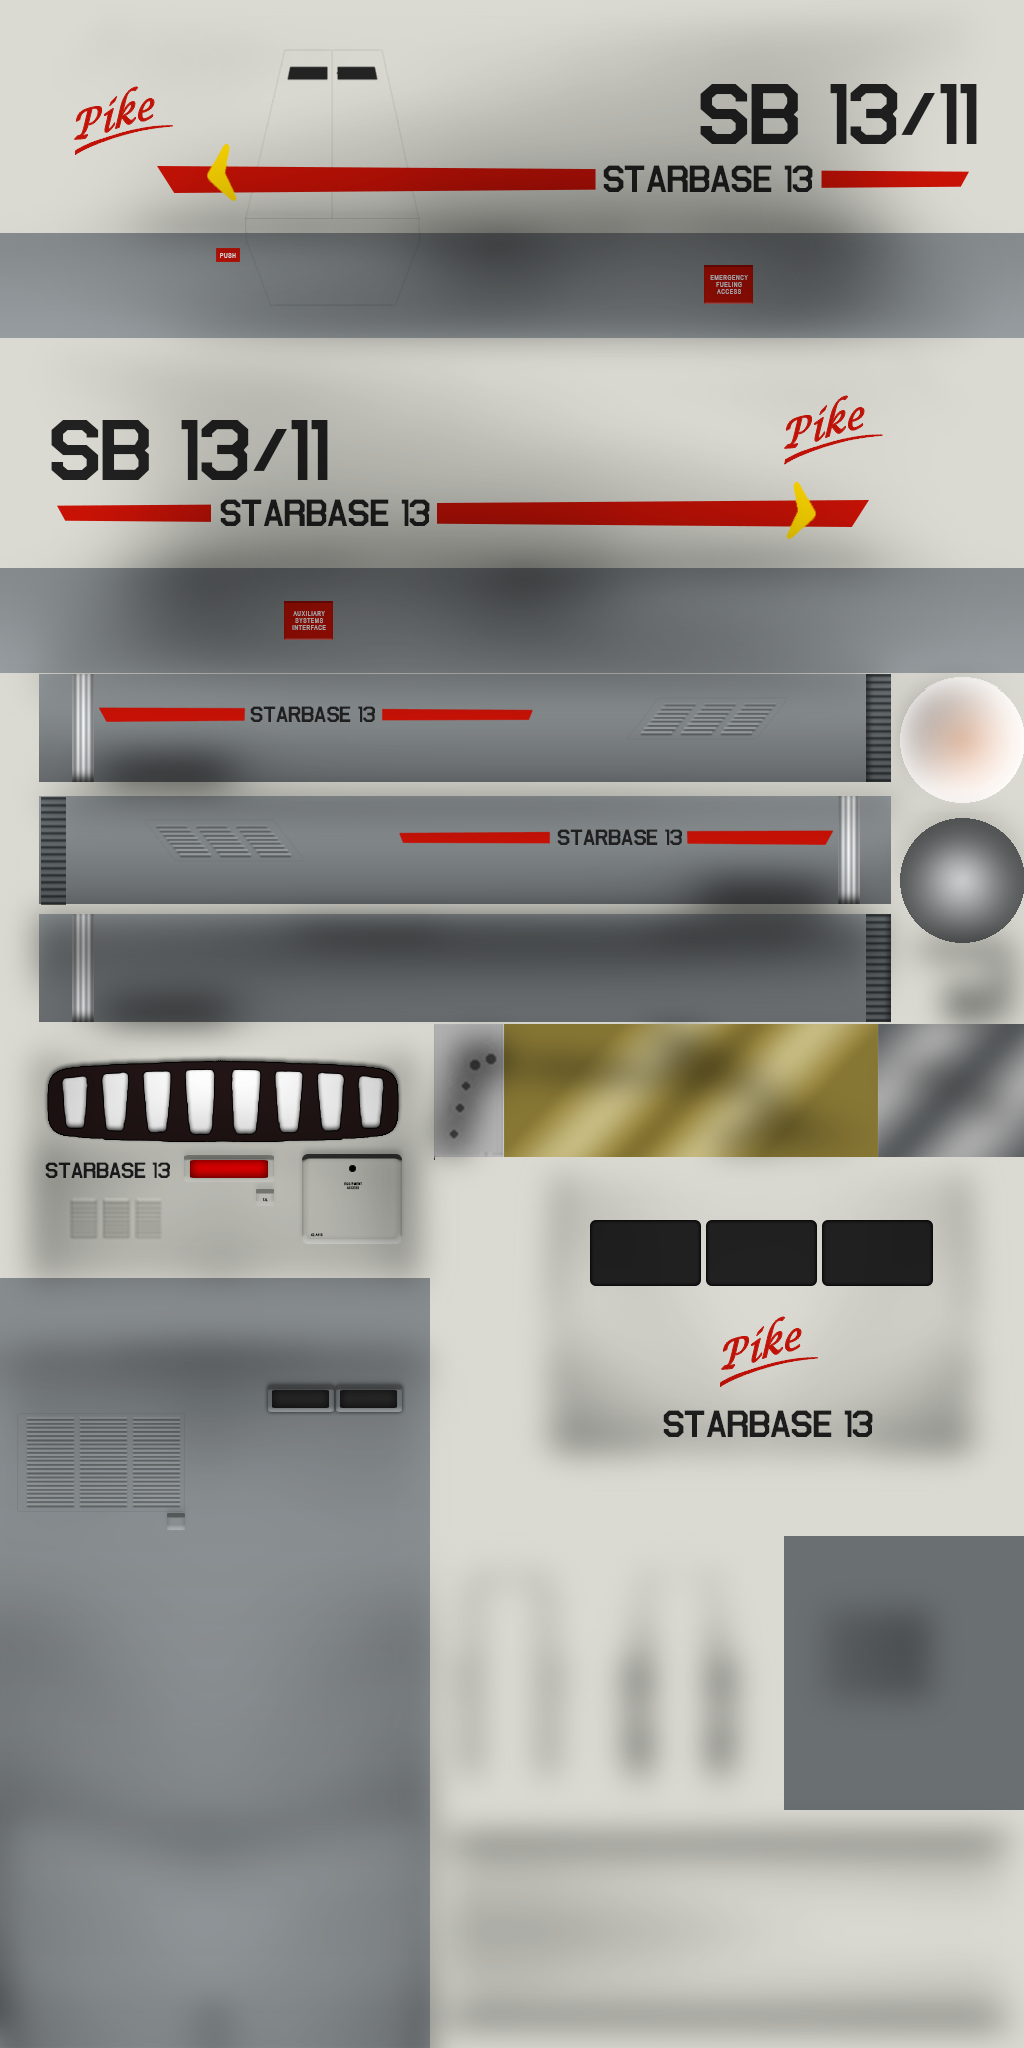 Pike
SB 13/11
STARBASE 13
PUSH
EMERGENCY
FUELING
ACCESS
SB 13/11
Pike
STARBASE 13
AUXILIARY
SYSTEMS
INTERFACE
STARBASE 13
STARBASE 13
STARBASE 13
ACCESS
Pike
STARBASE 13